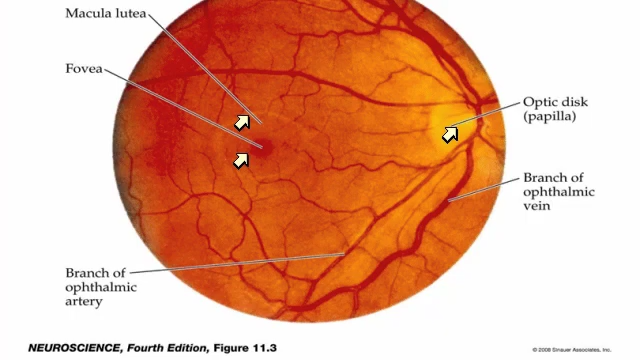 Macula lutea
Fovea
Optic disk
(papilla)
Branch of
ophthalmic
vein
Branch of
ophthalmic
artery
NEUROSCIENCE, Fourth Edition, Figure 11.3
© 2008 Sinauer Associates, Inc.